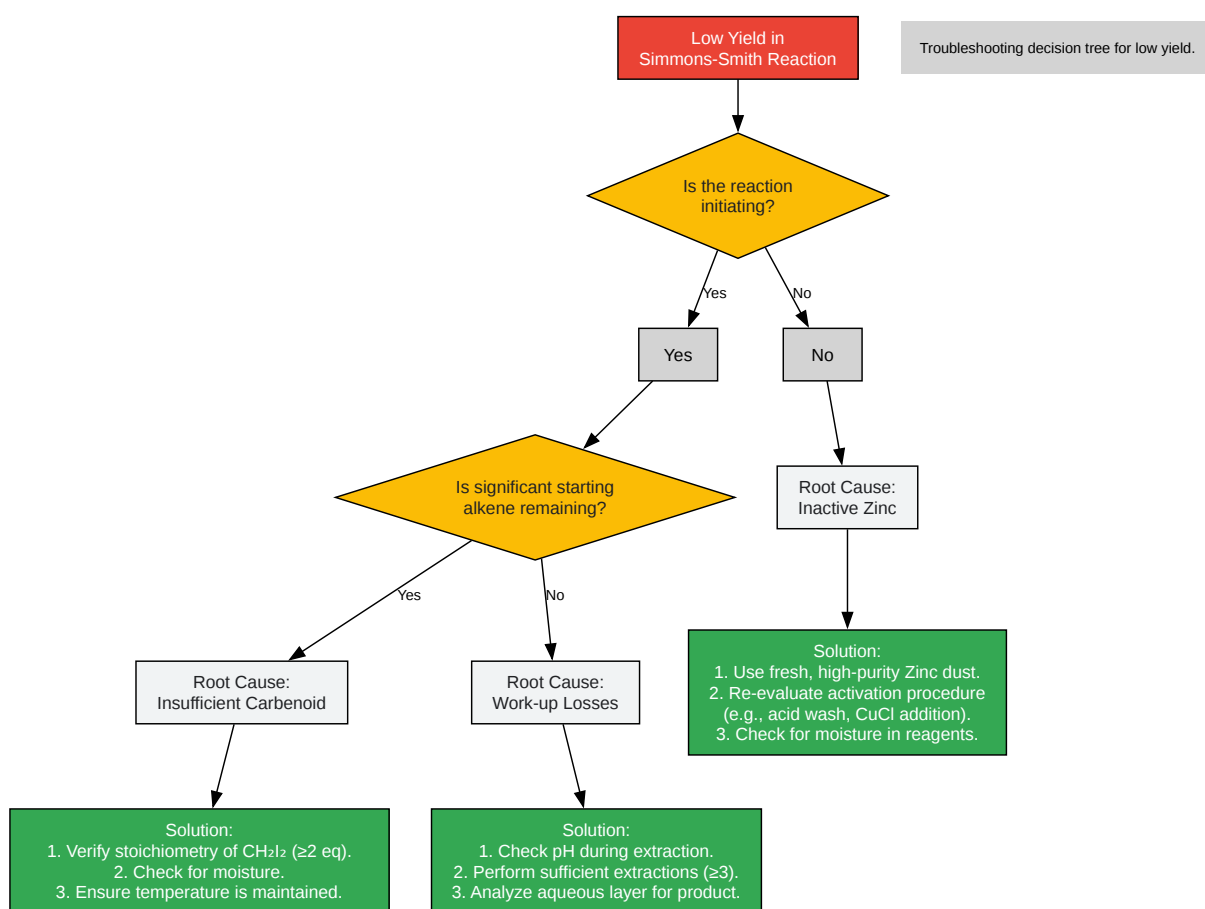 Low Yield in
Simmons-Smith Reaction
Troubleshooting decision tree for low yield.
Is the reaction
initiating?
Yes
No
Yes
No
Is significant starting
alkene remaining?
Root Cause:
Inactive Zinc
Yes
No
Root Cause:
Insufficient Carbenoid
Root Cause:
Work-up Losses
Solution:
1. Use fresh, high-purity Zinc dust.
2. Re-evaluate activation procedure
(e.g., acid wash, CuCl addition).
3. Check for moisture in reagents.
Solution:
1. Verify stoichiometry of CH₂I₂ (≥2 eq).
2. Check for moisture.
3. Ensure temperature is maintained.
Solution:
1. Check pH during extraction.
2. Perform sufficient extractions (≥3).
3. Analyze aqueous layer for product.